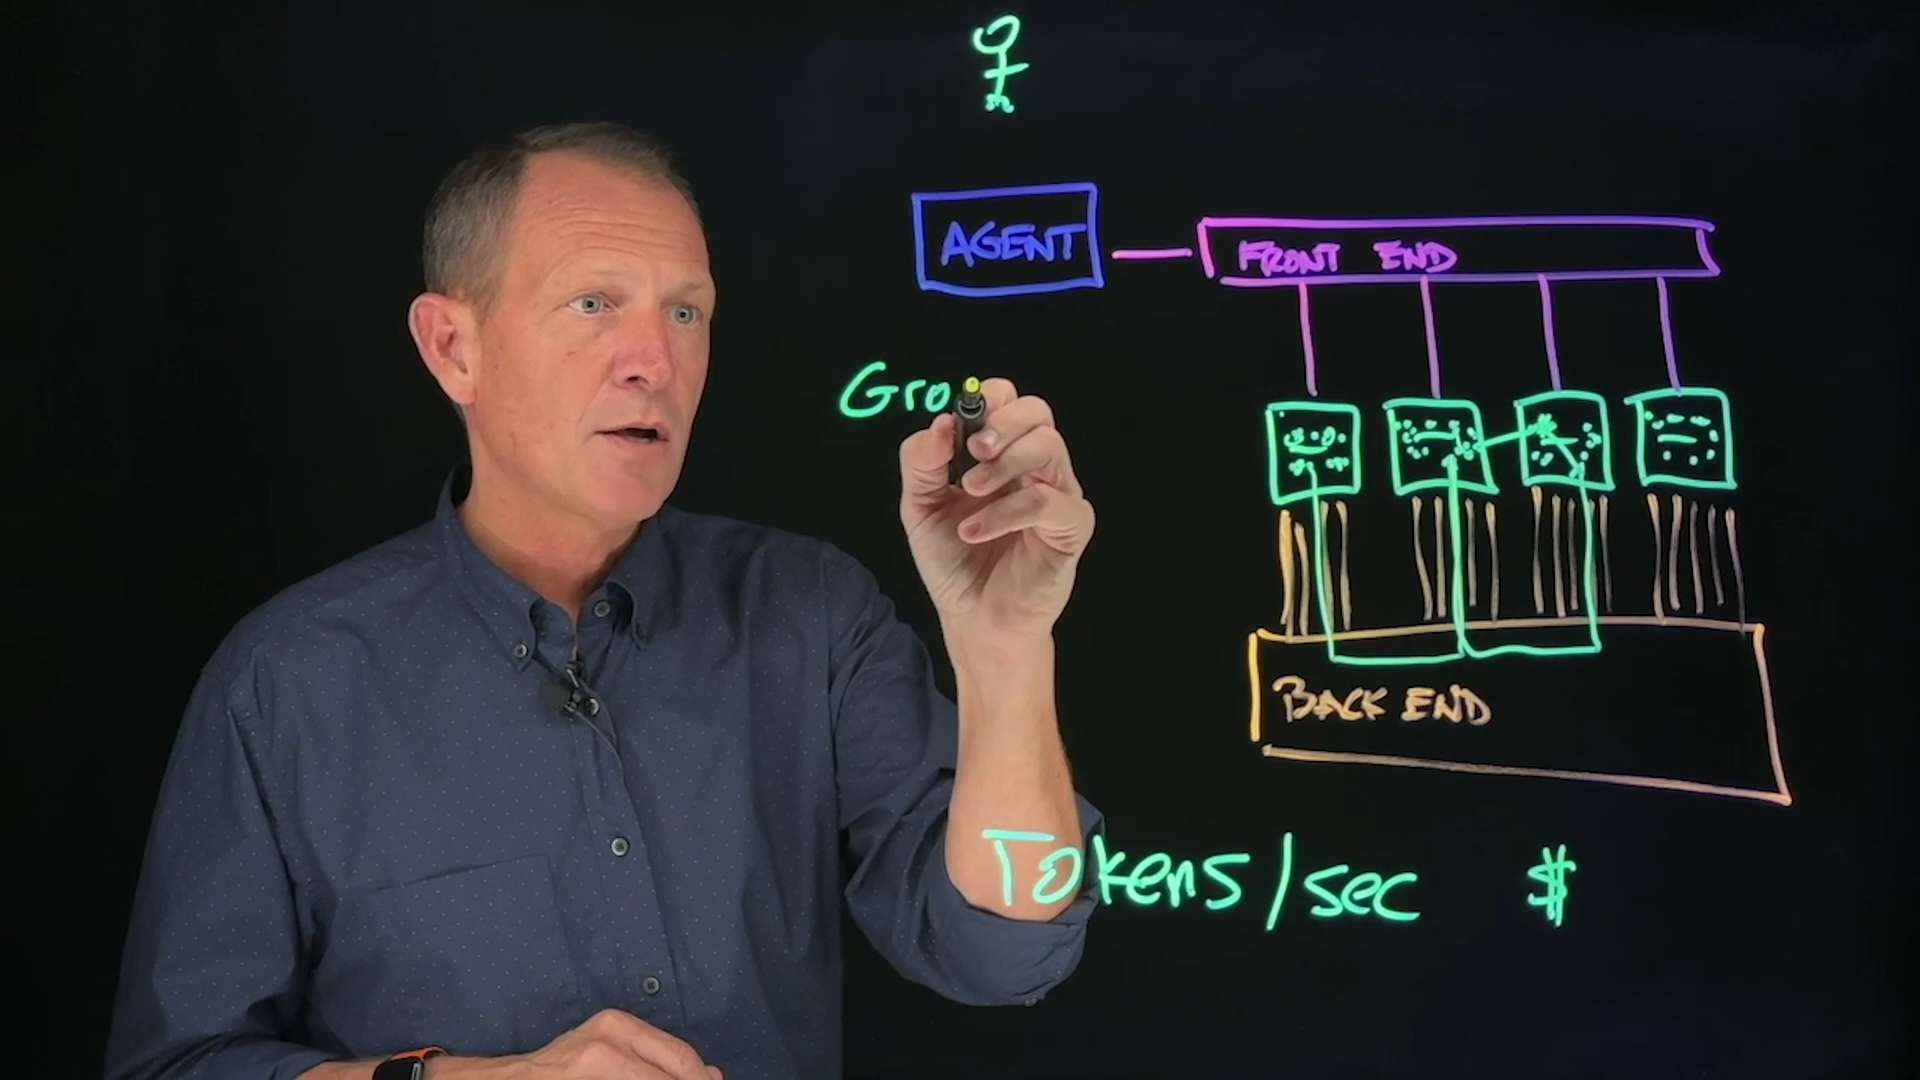 AGENT
FRONT END
Gro
BACK END
Tokens/sec $